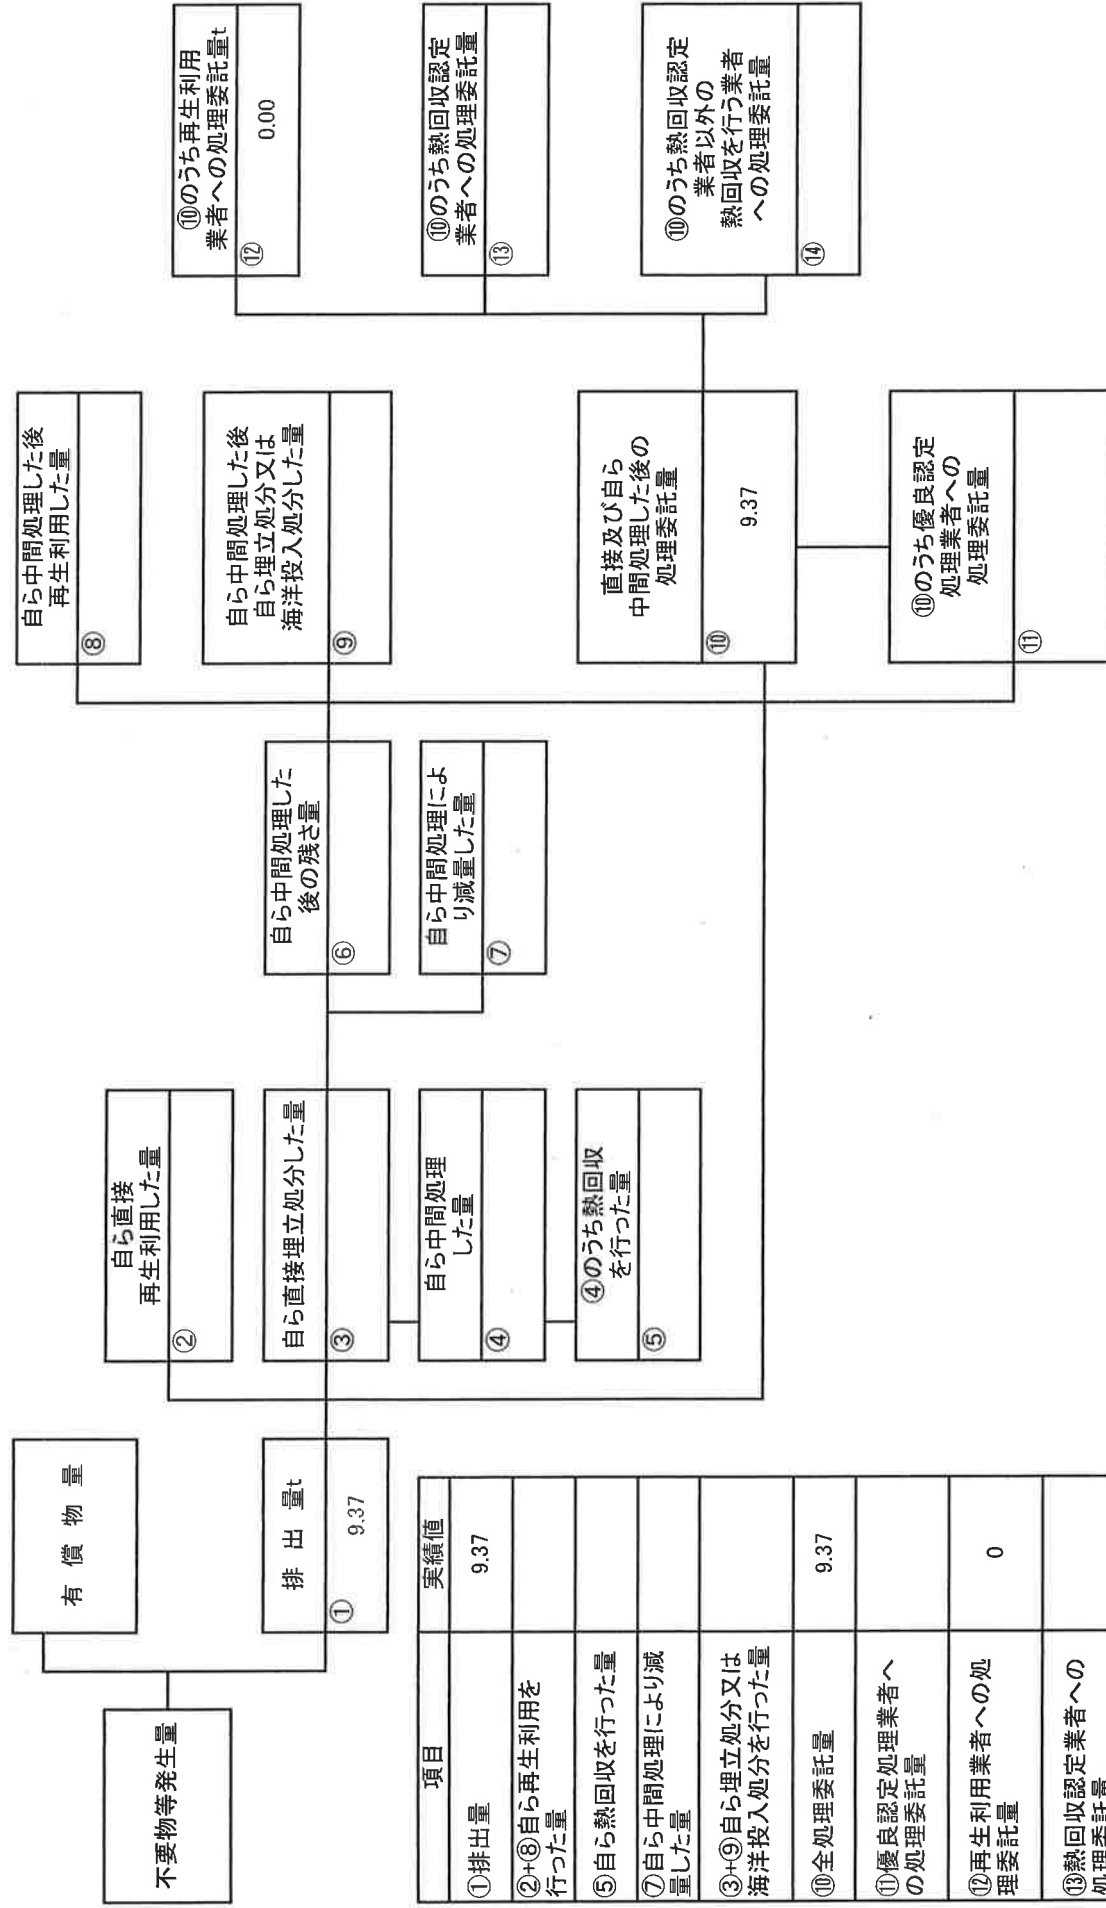 不要物等発生量
有償物量
排出量t
①
9.37
自ら直接
再生利用した量
②
自ら直接埋立処分した量
③
自ら中間処理
した量
④
④のうち熱回収
を行った量
⑤
自ら中間処理した
後の残さ量
⑥
自ら中間処理によ
り減量した量
⑦
自ら中間処理した後
再生利用した量
⑧
自ら中間処理した後
自ら埋立処分又は
海洋投入処分した量
⑨
直接及び自ら
中間処理した後の
処理委託量
⑩
9.37
⑩のうち優良認定
処理業者への
処理委託量
⑪
⑩のうち再生利用
業者への処理委託量t
⑫
0.00
⑩のうち熱回収認定
業者への処理委託量
⑬
⑩のうち熱回収認定
業者以外の
熱回収を行う業者
への処理委託量
⑭
項目 実績値
①排出量 9.37
②+⑧自ら再生利用を
行った量
⑤自ら熱回収を行った量
⑦自ら中間処理により減
量した量
③+⑨自ら埋立処分又は
海洋投入処分を行った量
⑩全処理委託量 9.37
⑪優良認定処理業者へ
の処理委託量
⑫再生利用業者への処
理委託量 0
⑬熱回収認定業者への
処理委託量